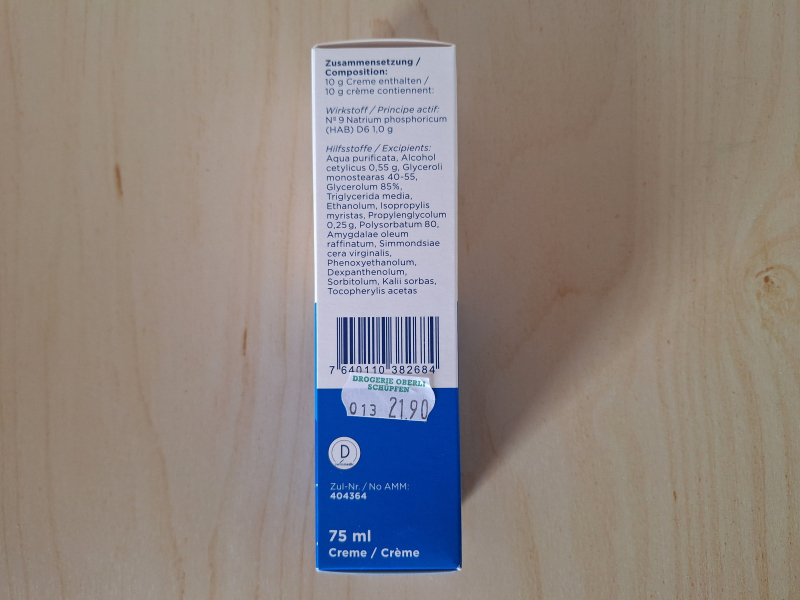 Zusammensetzung /
Composition:
10 g Creme enthalten /
10 g crème contiennent:
Wirkstoff / Principe actif:
Nº 9 Natrium phosphoricum
(HAB) D6 1,0 g
Hilfsstoffe / Excipients:
Aqua purificata, Alcohol
cetylicus 0,55 g, Glyceroli
monostearas 40-55,
Glycerolum 85%,
Triglycerida media,
Ethanolum, Isopropylis
myristas, Propylenglycolum
0,25 g, Polysorbatum 80,
Amygdalae oleum
raffinatum, Simmondsiae
cera virginalis,
Phenoxyethanolum,
Dexpanthenolum,
Sorbitolum, Kalii sorbas,
Tocopherylis acetas
7 640110 382684
DROGERIE OBERLI
SCHÜPFEN
013 21.90
D
Zul-Nr. / No AMM:
404364
75 ml
Creme / Crème